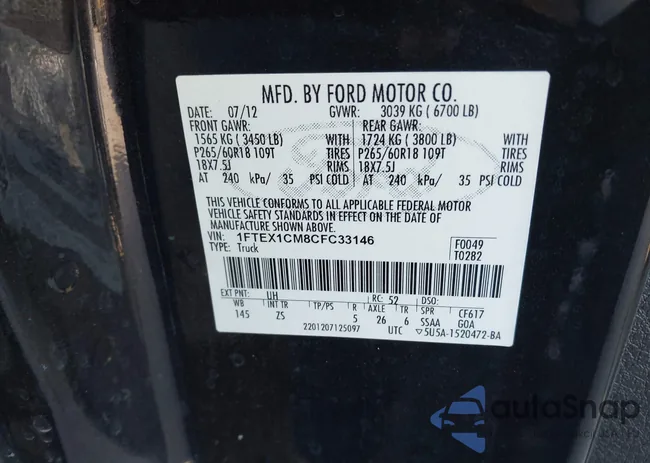 MFD. BY FORD MOTOR CO.
DATE: 07/12 GVWR: 3039 KG ( 6700 LB)
FRONT GAWR: REAR GAWR:
1565 KG ( 3450 LB) WITH 1724 KG ( 3800 LB) WITH
P265/60R18 109T TIRES P265/60R18 109T TIRES
18X7.5J RIMS 18X7.5J RIMS
AT 240 kPa/ 35 PSI COLD AT 240 kPa/ 35 PSI COLD
THIS VEHICLE CONFORMS TO ALL APPLICABLE FEDERAL MOTOR
VEHICLE SAFETY STANDARDS IN EFFECT ON THE DATE OF
MANUFACTURE SHOWN ABOVE.
VIN: 1FTEX1CM8CFC33146 F0049
TYPE: Truck T0282
EXT PNT: UH RC: 52 DSO:
WB INT TR TP/PS R AXLE TR SPR CF617
145 ZS 5 26 6 SSAA GOA
2201207125097 UTC ▽5U5A-1520472-BA
autoSnap